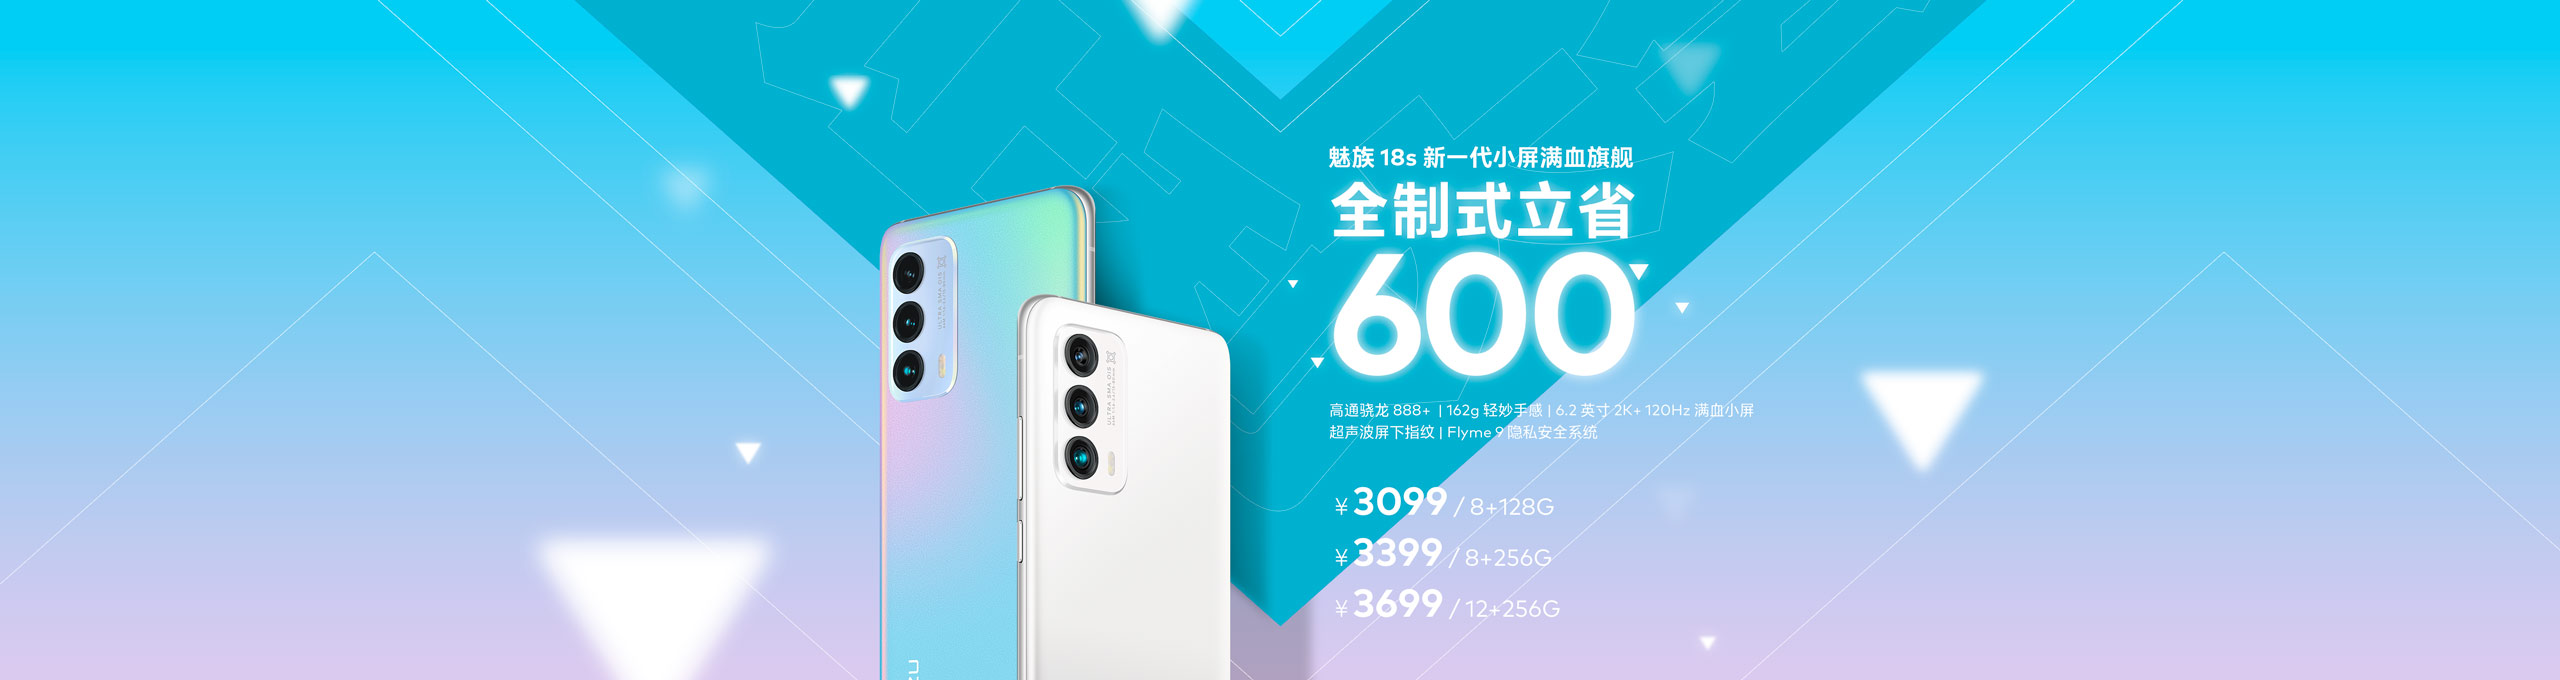 魅族 18s 新一代小屏满血旗舰
全制式立省
600
高通骁龙 888+ | 162g 轻妙手感 | 6.2 英寸 2K+ 120Hz 满血小屏
超声波屏下指纹 | Flyme 9 隐私安全系统
¥ 3099 / 8+128G
¥ 3399 / 8+256G
¥ 3699 / 12+256G
ULTRA SMA OIS